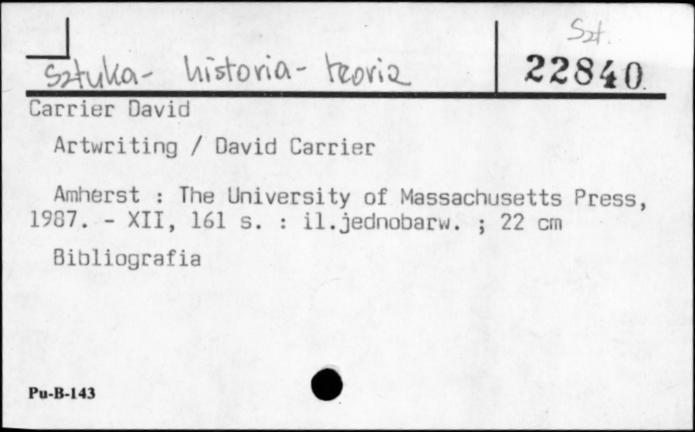 Szt.
Sztuka - historia - teoria
22840
Carrier David
Artwriting / David Carrier
Amherst : The University of Massachusetts Press,
1987. - XII, 161 s. : il.jednobarw. ; 22 cm
Bibliografia
Pu-B-143